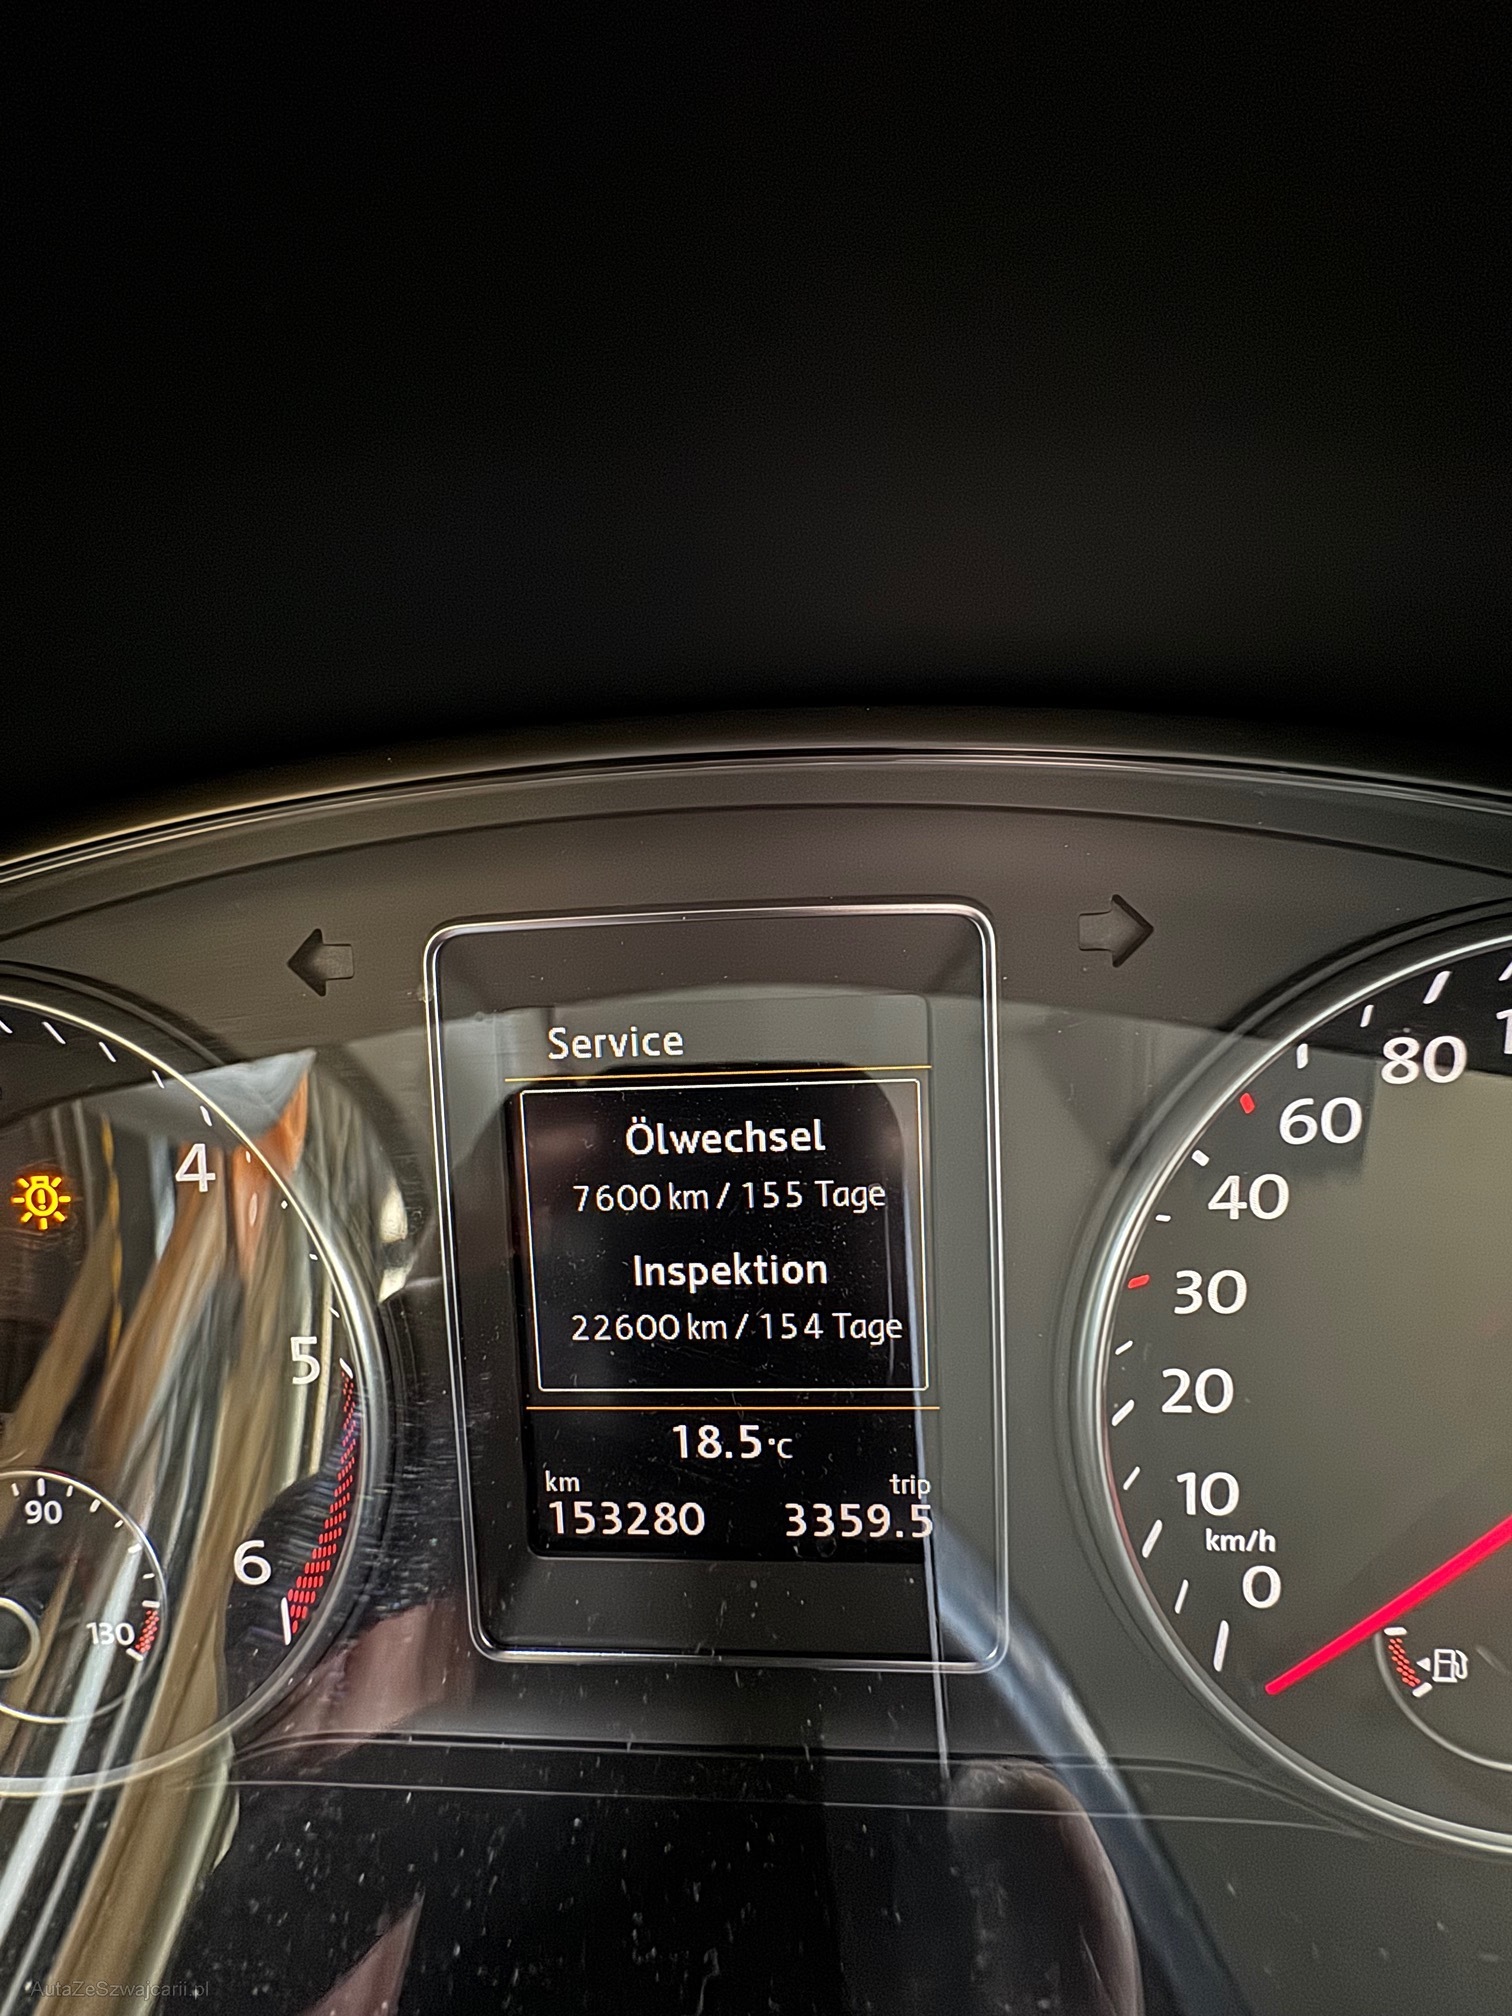 Service
Ölwechsel
7600 km / 155 Tage
Inspektion
22600 km / 154 Tage
18.5°C
km trip
153280 3359.5
4
5
6
90
130
80
60
40
30
20
10
km/h
0
AutaZeSzwajcarii.pl